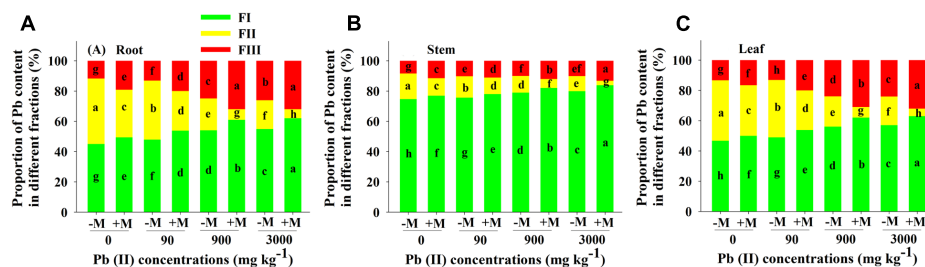 A
B
C
FI
FII
FIII
(A) Root
Stem
Leaf
Proportion of Pb content
in different fractions (%)
100
80
60
40
20
0
g e f d c a b a
a c b d e g f h
g e f d d b c a
-M +M -M +M -M +M -M +M
0 90 900 3000
Pb (II) concentrations (mg kg⁻¹)
Proportion of Pb content
in different fractions (%)
100
80
60
40
20
0
g e d d f b ef a
a c b d d f e g
h f g e d b c a
-M +M -M +M -M +M -M +M
0 90 900 3000
Pb (II) concentrations (mg kg⁻¹)
Proportion of Pb content
in different fractions (%)
100
80
60
40
20
0
g f h e d b c a
a c b d e g f h
h f g e d b c a
-M +M -M +M -M +M -M +M
0 90 900 3000
Pb (II) concentrations (mg kg⁻¹)